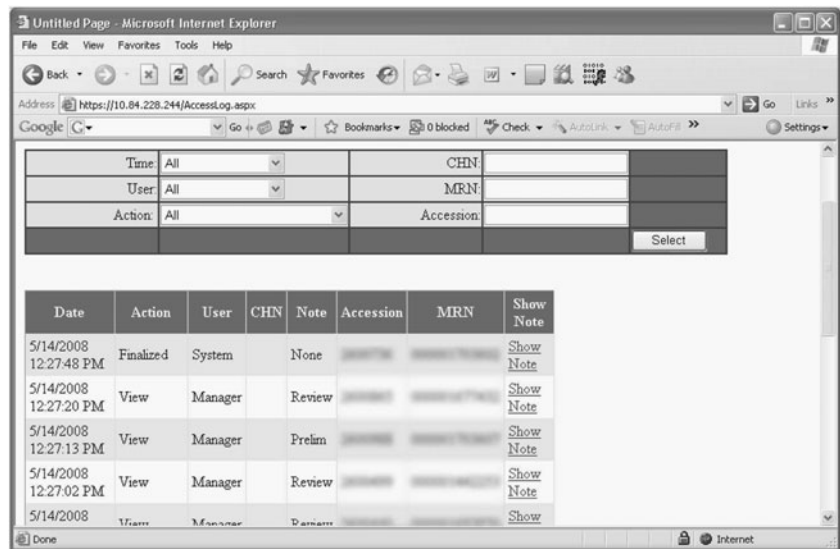 Untitled Page - Microsoft Internet Explorer
File Edit View Favorites Tools Help
Back Search Favorites
Address https://10.84.228.244/AccessLog.aspx Go Links »
Google G Go Bookmarks 0 blocked ABC Check AutoLink AutoFill » Settings
Time: All CHN:
User: All MRN:
Action: All Accession:
Select
Date Action User CHN Note Accession MRN Show Note
5/14/2008 12:27:48 PM Finalized System None Show Note
5/14/2008 12:27:20 PM View Manager Review Show Note
5/14/2008 12:27:13 PM View Manager Prelim Show Note
5/14/2008 12:27:02 PM View Manager Review Show Note
5/14/2008 View Manager Review Show
Done Internet